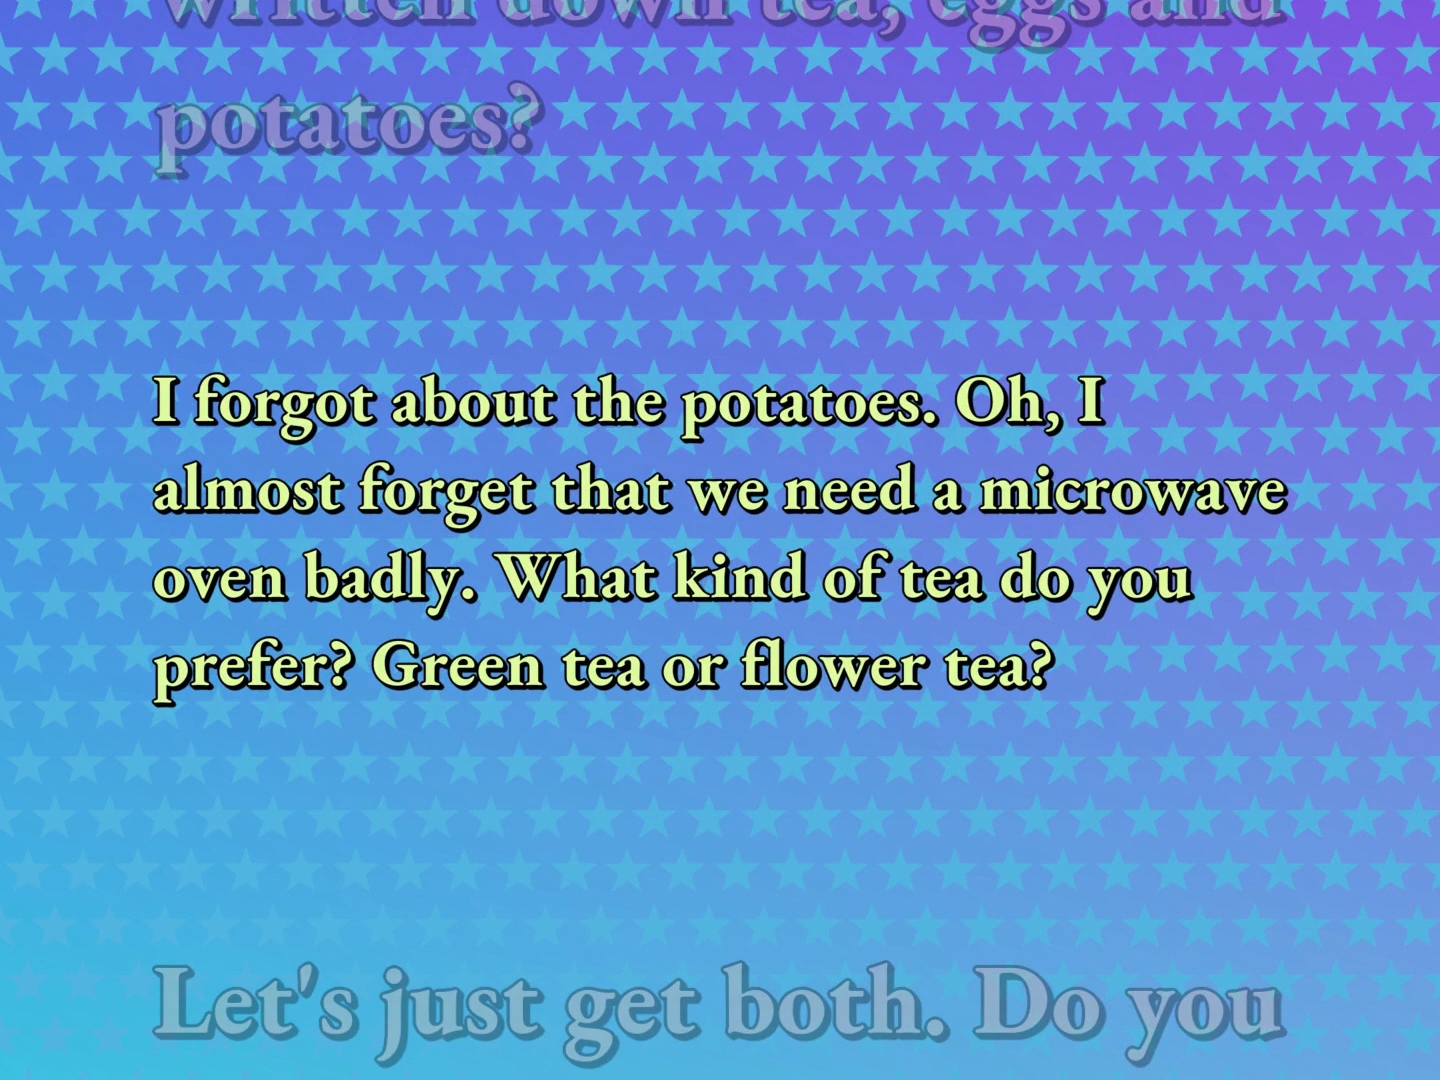 written down tea, eggs and
potatoes?
I forgot about the potatoes. Oh, I
almost forget that we need a microwave
oven badly. What kind of tea do you
prefer? Green tea or flower tea?
Let's just get both. Do you